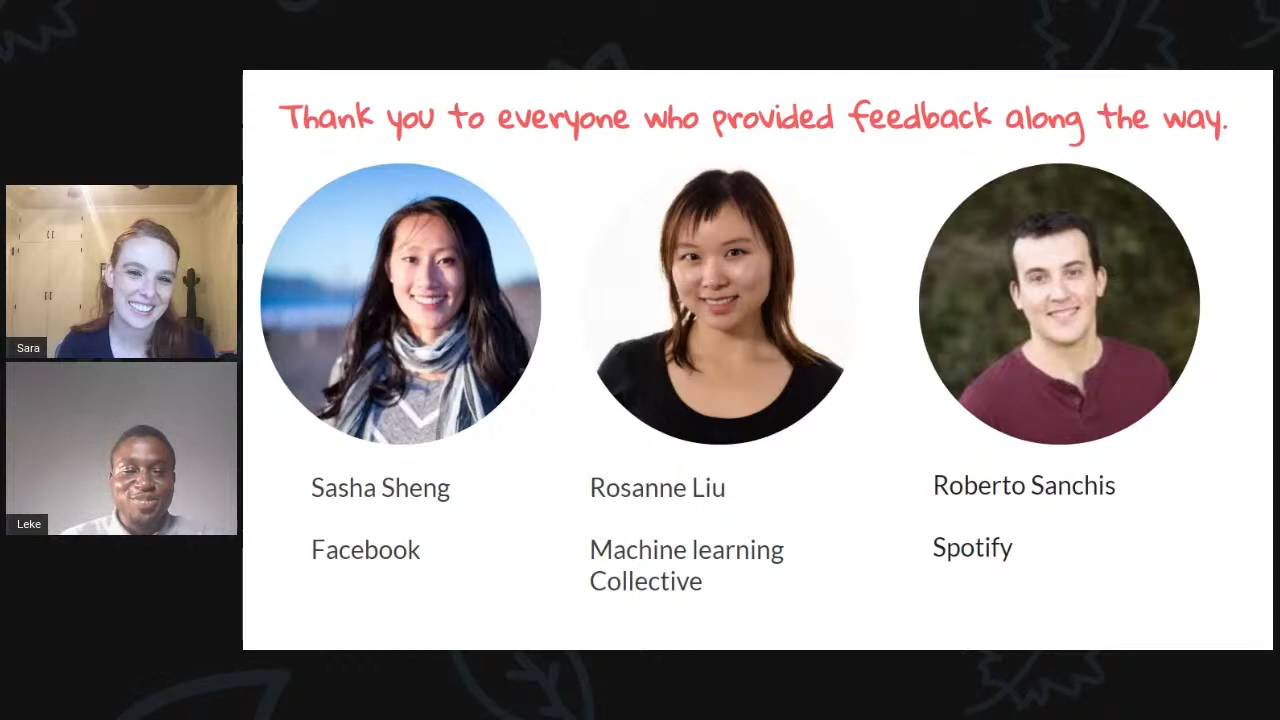 Thank you to everyone who provided feedback along the way.
Sara
Leke
Sasha Sheng
Facebook
Rosanne Liu
Machine learning
Collective
Roberto Sanchis
Spotify